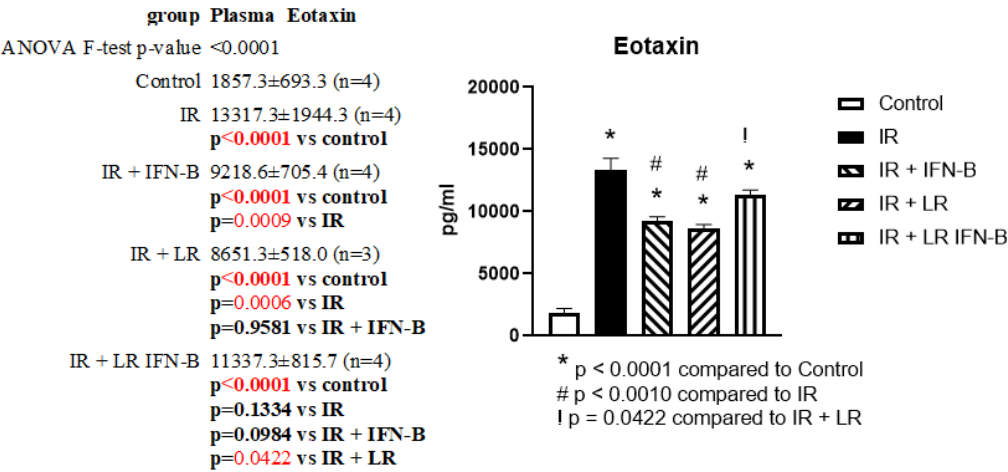 group Plasma Eotaxin
ANOVA F-test p-value <0.0001
Control 1857.3±693.3 (n=4)
IR 13317.3±1944.3 (n=4)
p<0.0001 vs control
IR + IFN-B 9218.6±705.4 (n=4)
p<0.0001 vs control
p=0.0009 vs IR
IR + LR 8651.3±518.0 (n=3)
p<0.0001 vs control
p=0.0006 vs IR
p=0.9581 vs IR + IFN-B
IR + LR IFN-B 11337.3±815.7 (n=4)
p<0.0001 vs control
p=0.1334 vs IR
p=0.0984 vs IR + IFN-B
p=0.0422 vs IR + LR
Eotaxin
pg/ml
20000
15000
10000
5000
0
*
# *
# *
! *
Control
IR
IR + IFN-B
IR + LR
IR + LR IFN-B
* p < 0.0001 compared to Control
# p < 0.0010 compared to IR
! p = 0.0422 compared to IR + LR